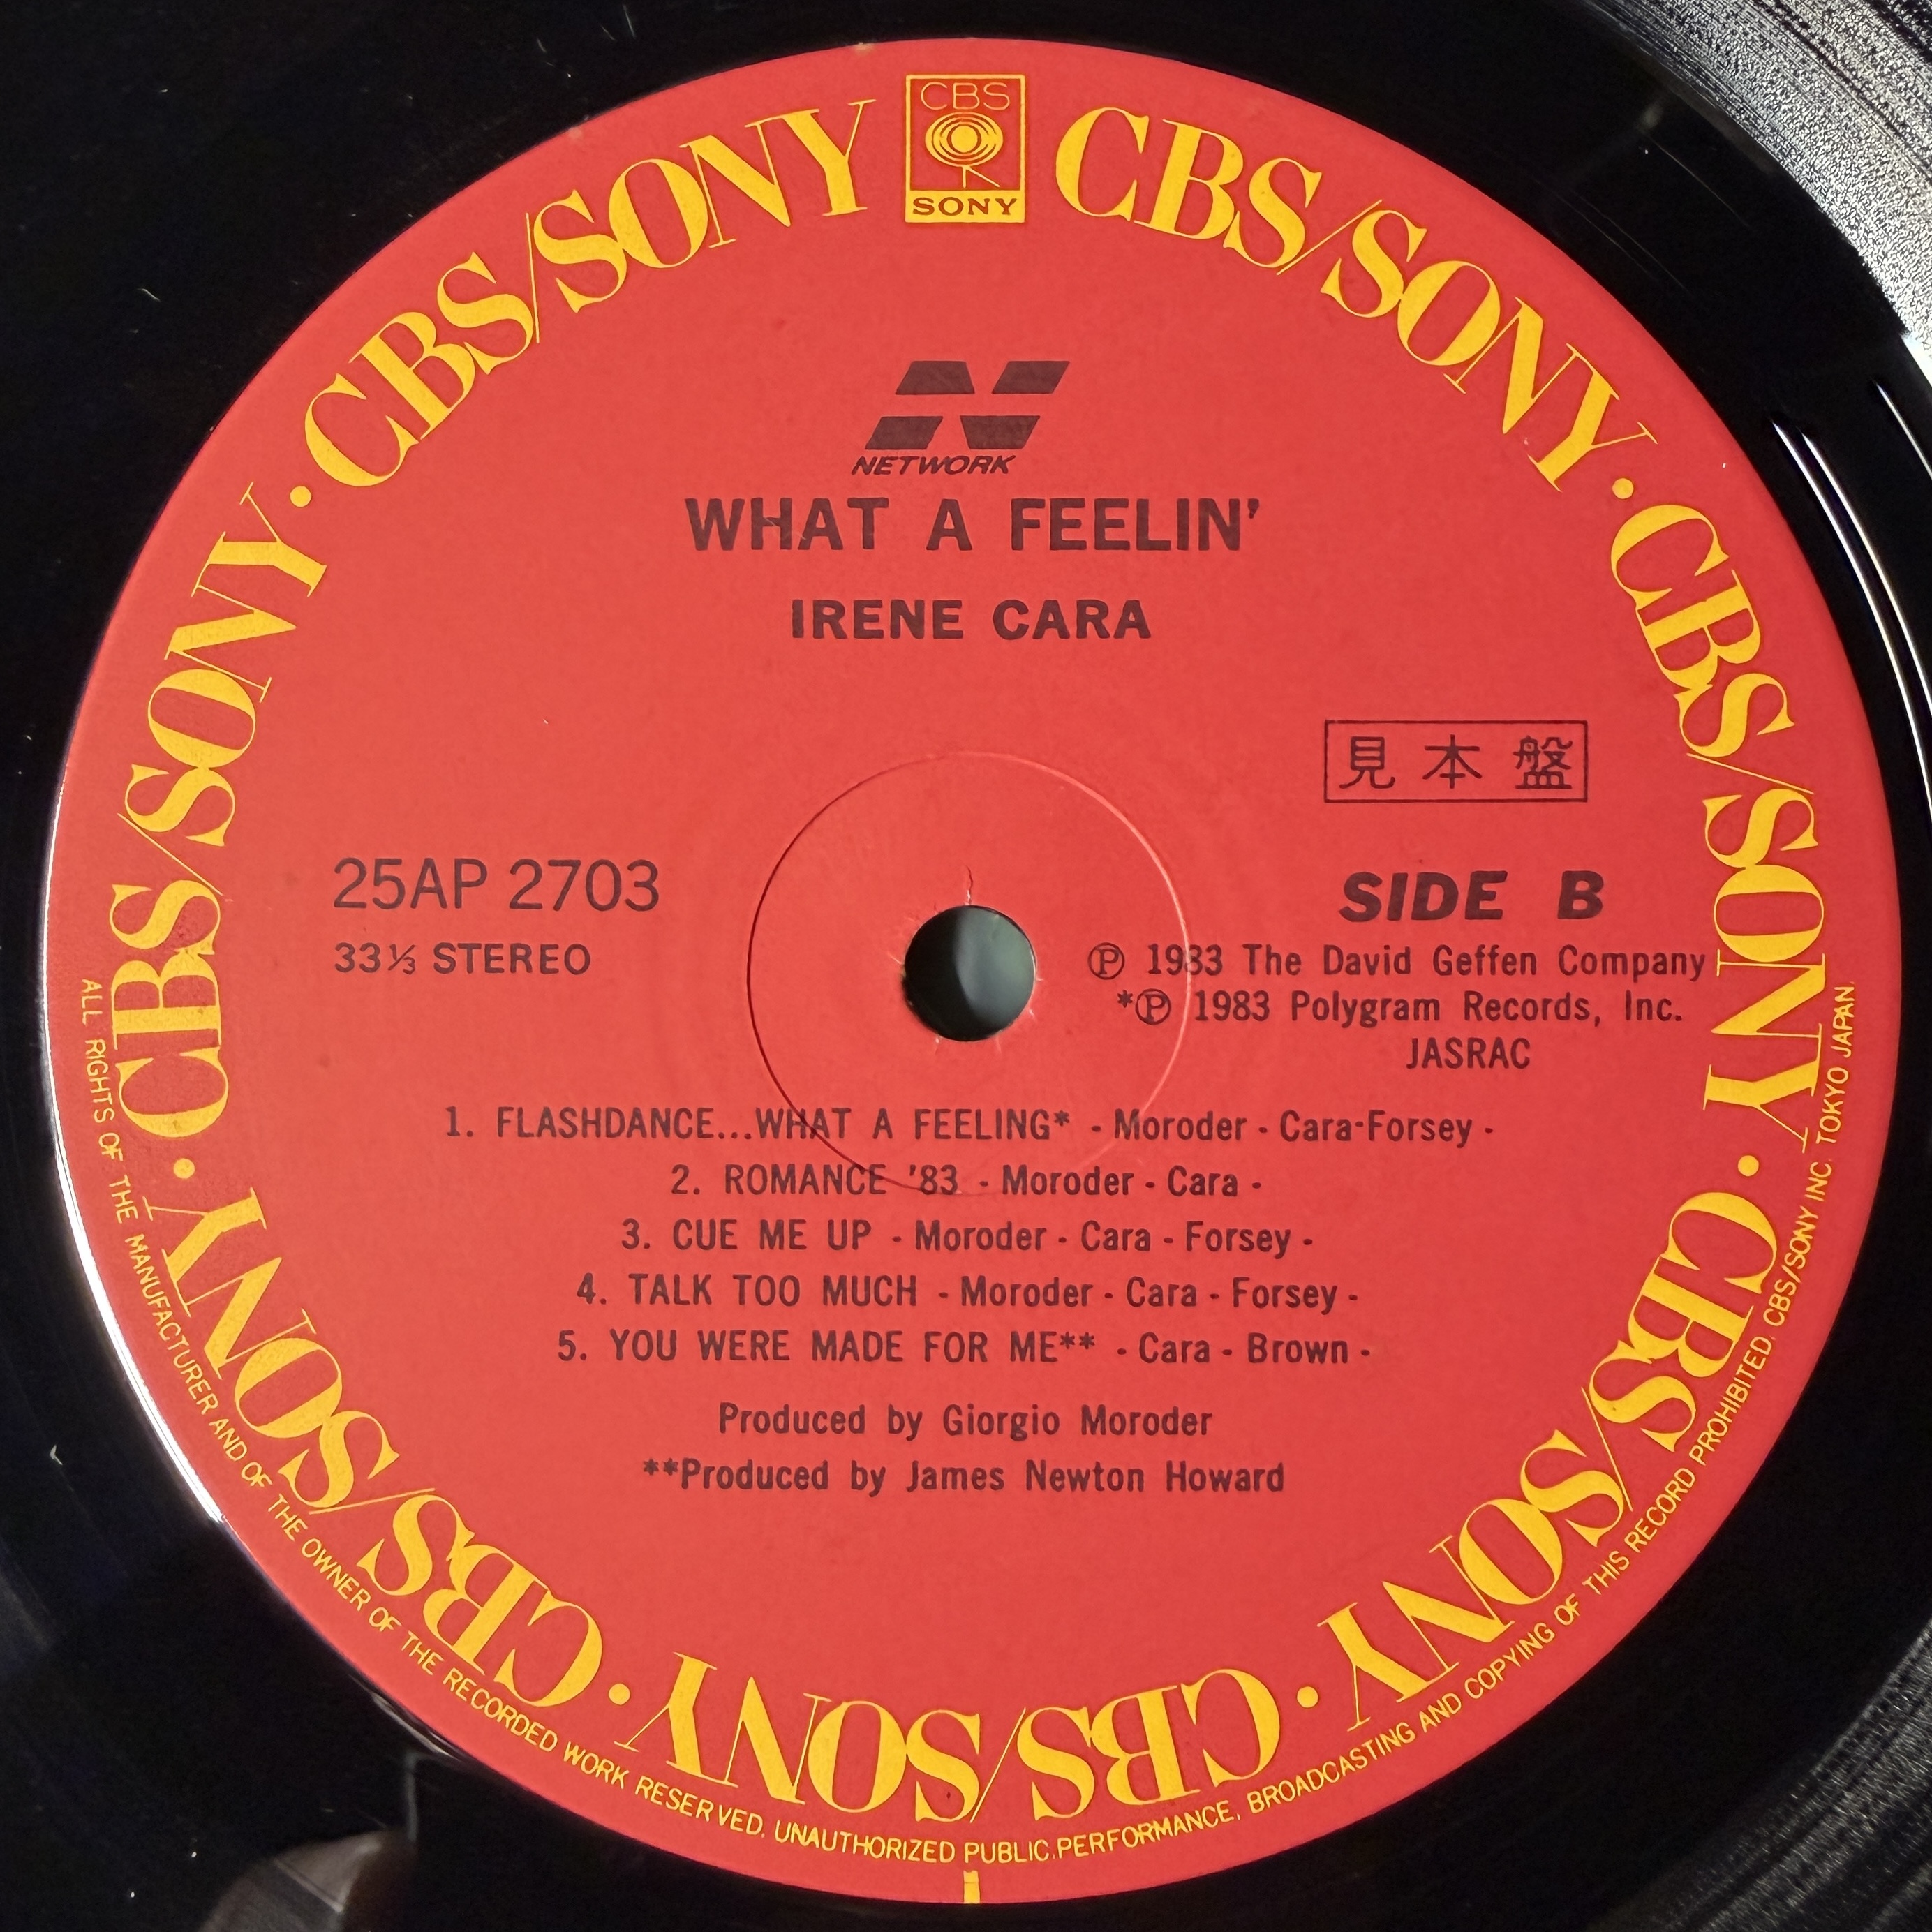 CBS
SONY
CBS/SONY · CBS/SONY · CBS/SONY · CBS/SONY · CBS/SONY · CBS/SONY · CBS/SONY
NETWORK
WHAT A FEELIN'
IRENE CARA
見本盤
25AP 2703
33⅓ STEREO
SIDE B
Ⓟ 1983 The David Geffen Company
*Ⓟ 1983 Polygram Records, Inc.
JASRAC
1. FLASHDANCE...WHAT A FEELING* - Moroder - Cara-Forsey -
2. ROMANCE '83 - Moroder - Cara -
3. CUE ME UP - Moroder - Cara - Forsey -
4. TALK TOO MUCH - Moroder - Cara - Forsey -
5. YOU WERE MADE FOR ME** - Cara - Brown -
Produced by Giorgio Moroder
**Produced by James Newton Howard
ALL RIGHTS OF THE MANUFACTURER AND OF THE OWNER OF THE RECORDED WORK RESERVED. UNAUTHORIZED PUBLIC.PERFORMANCE, BROADCASTING AND COPYING OF THIS RECORD PROHIBITED. CBS/SONY INC. TOKYO JAPAN.